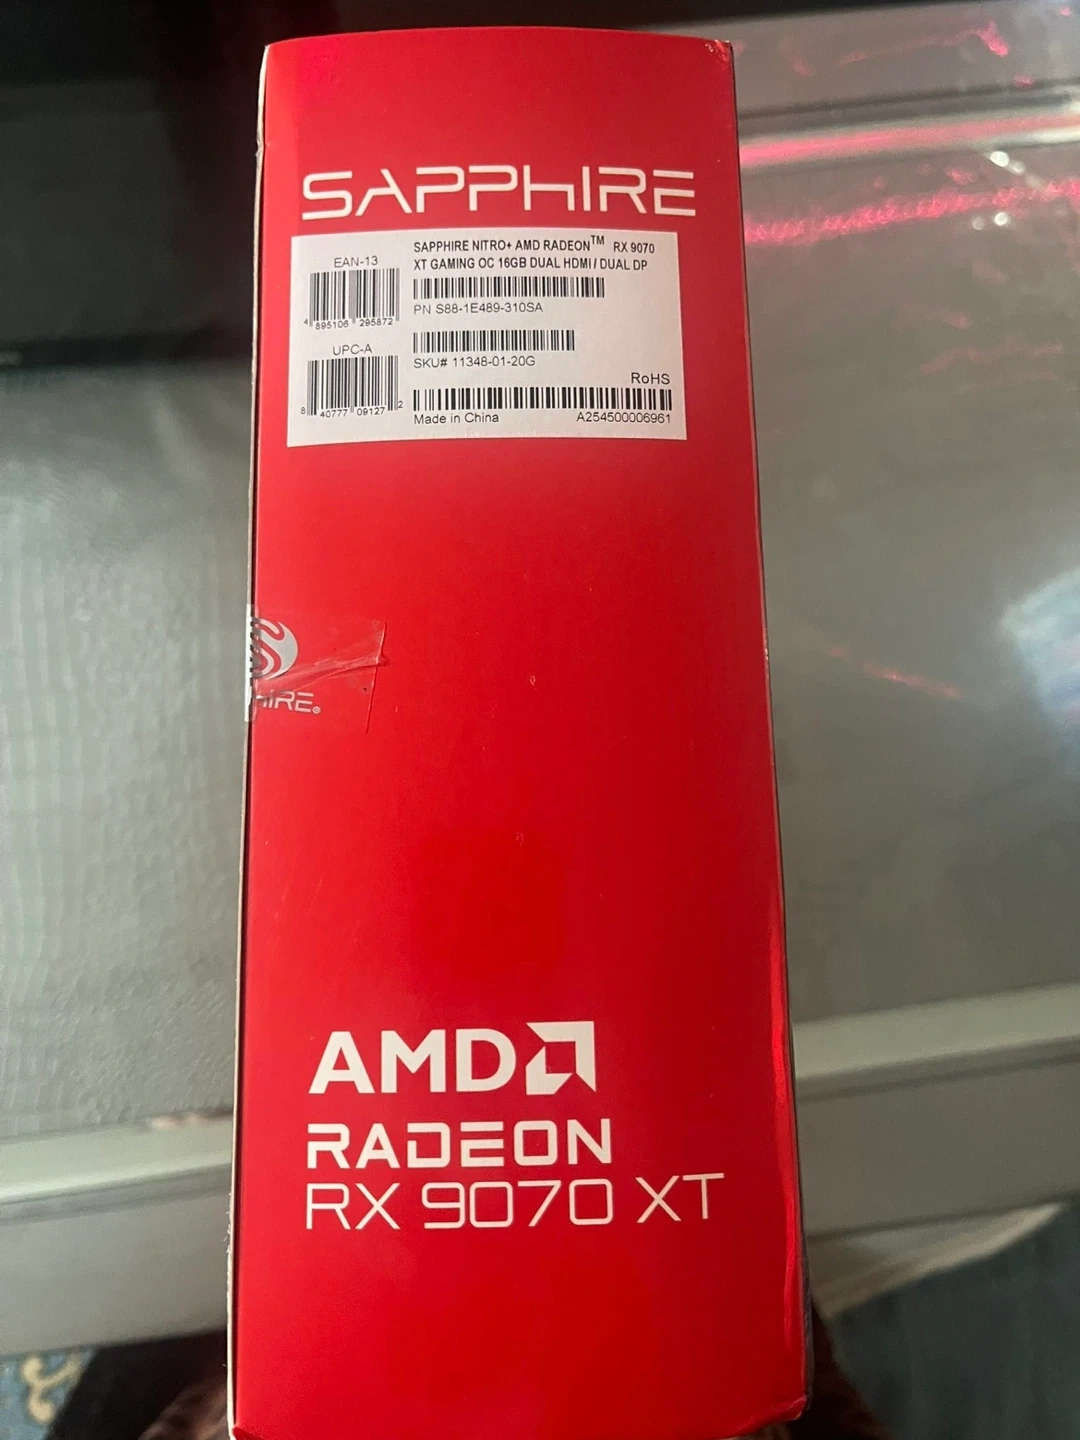 SAPPHIRE
SAPPHIRE NITRO+ AMD RADEON™ RX 9070
XT GAMING OC 16GB DUAL HDMI / DUAL DP
EAN-13
4 895106 295872
PN S88-1E489-310SA
UPC-A
8 40777 09127 2
SKU# 11348-01-20G
RoHS
Made in China
A254500006961
HIRE®
AMD
RADEON
RX 9070 XT